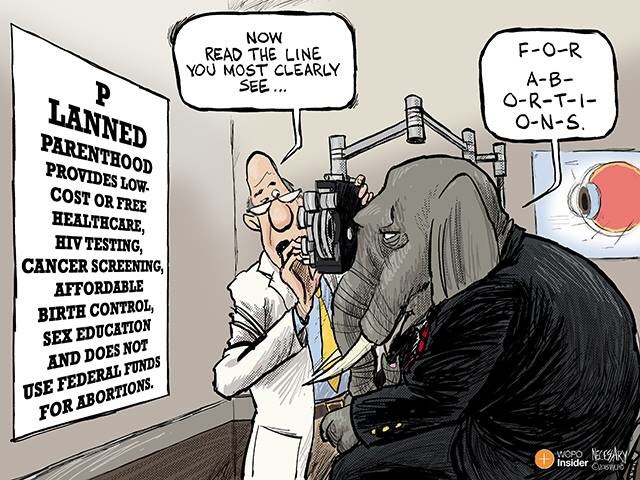 P
LANNED
PARENTHOOD
PROVIDES LOW-
COST OR FREE
HEALTHCARE,
HIV TESTING,
CANCER SCREENING,
AFFORDABLE
BIRTH CONTROL,
SEX EDUCATION
AND DOES NOT
USE FEDERAL FUNDS
FOR ABORTIONS.
NOW
READ THE LINE
YOU MOST CLEARLY
SEE...
F-O-R
A-B-
O-R-T-I-
O-N-S.
WCPO
Insider
NECESSARY